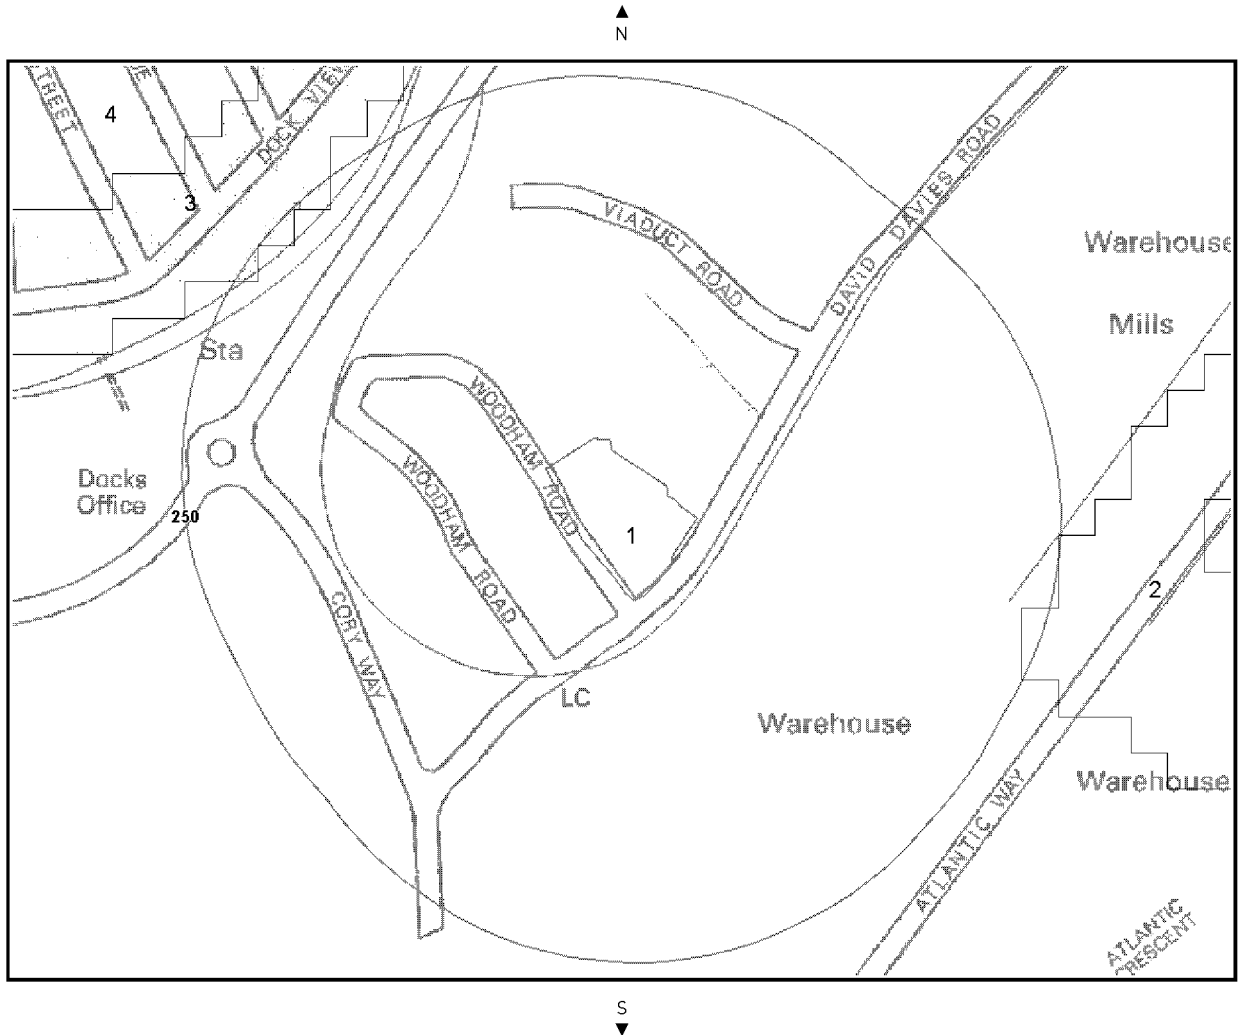 N
TREET
4
DOCK VIEW
3
VIADUCT ROAD
DAVID DAVIES ROAD
Warehouse
Mills
Sta
WOODHAM ROAD
WOODHAM ROAD
Docks
Office
250
1
2
CORY WAY
LC
Warehouse
Warehouse
ATLANTIC WAY
ATLANTIC
CRESCENT
S